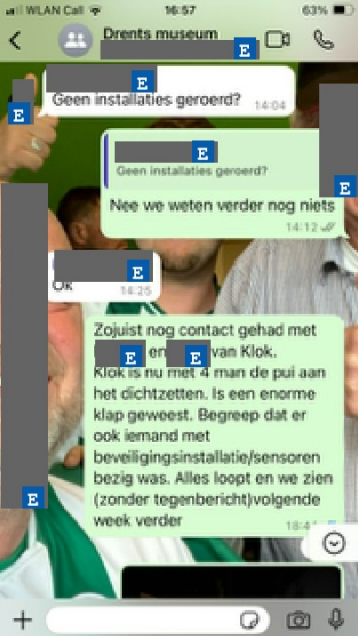 WLAN Call 16:57 63%
Drents museum
E
E
Geen installaties geroerd? 14:04
E
E
Geen installaties geroerd?
E
Nee we weten verder nog niets
14:12
E
Ok 14:25
Zojuist nog contact gehad met
E en E van Klok.
Klok is nu met 4 man de pui aan
het dichtzetten. Is een enorme
klap geweest. Begreep dat er
ook iemand met
beveiligingsinstallatie/sensoren
bezig was. Alles loopt en we zien
(zonder tegenbericht)volgende
E
week verder